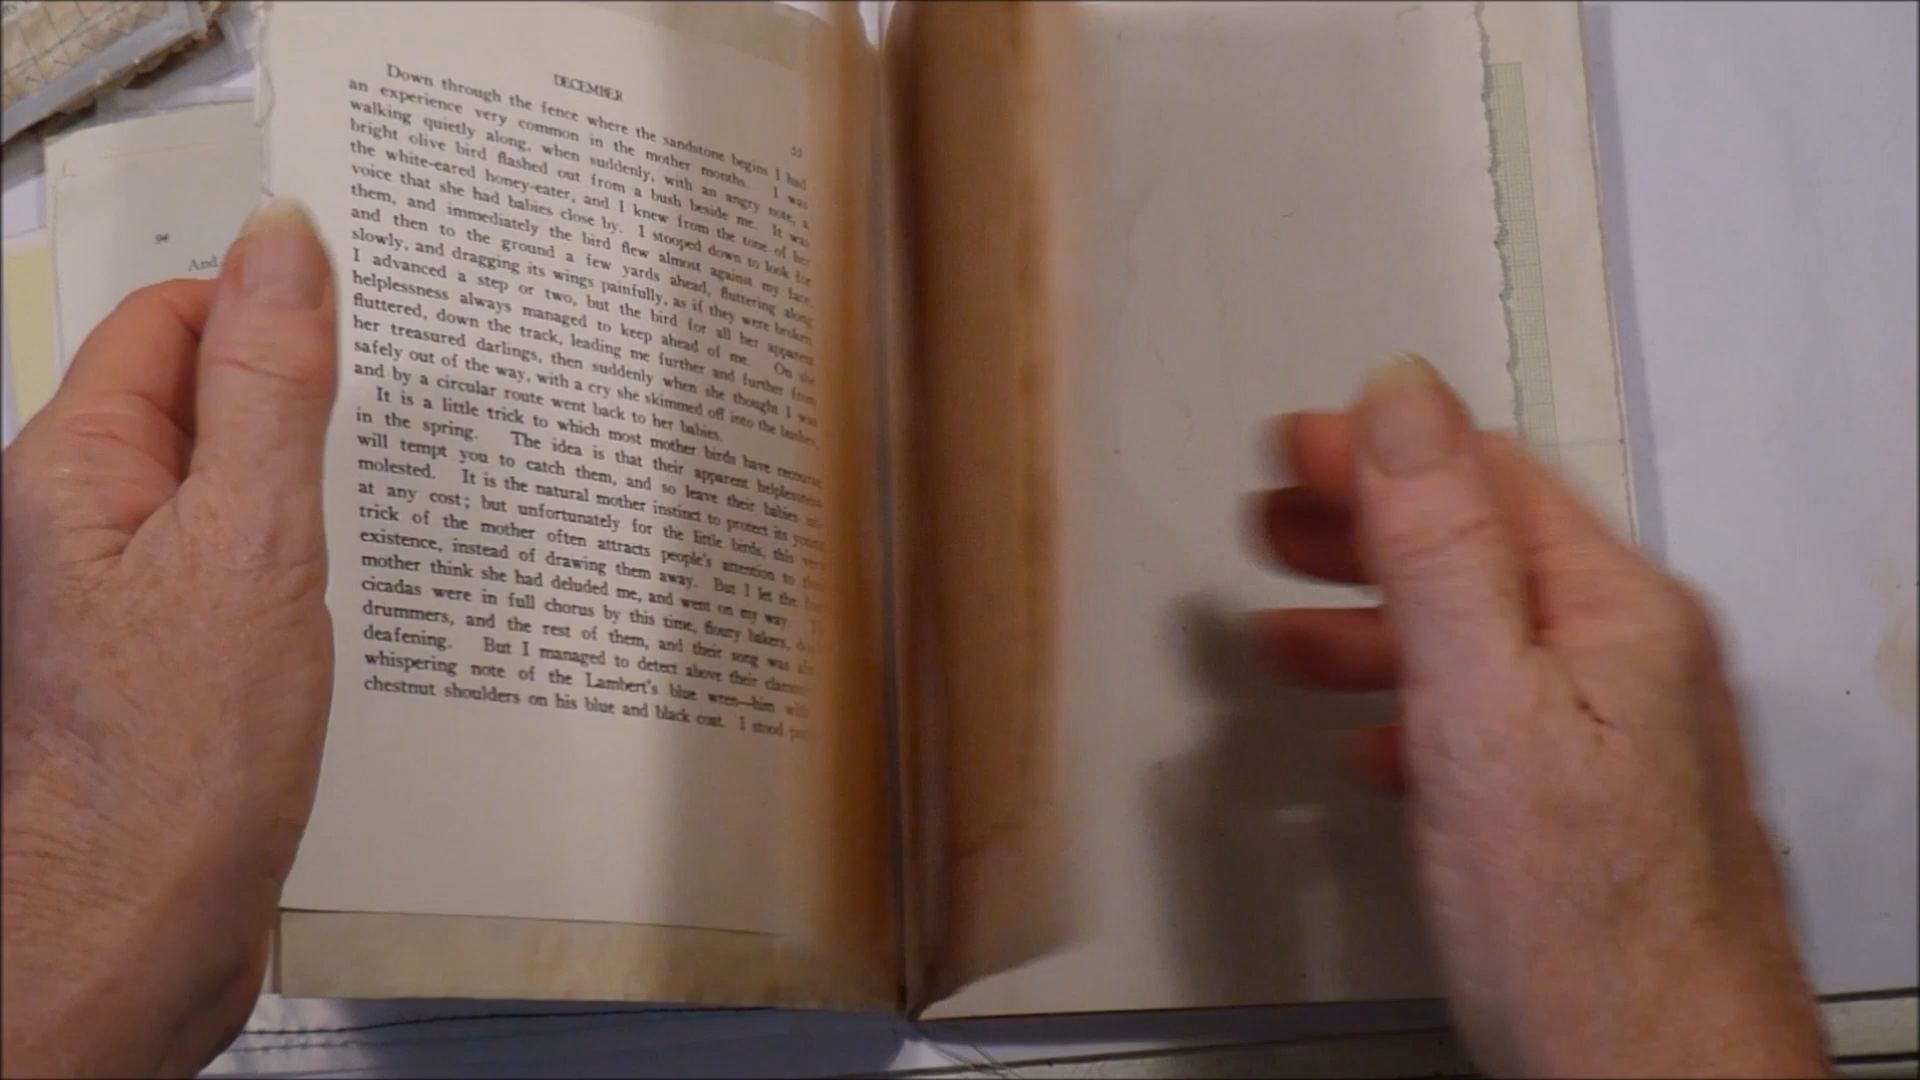 DECEMBER
Down through the fence where the sandstone begins I had
an experience very common in the mother months. I was
walking quietly along, when suddenly, with an angry note, a
bright olive bird flashed out from a bush beside me. It was
the white-eared honey-eater, and I knew from the tone of her
voice that she had babies close by. I stooped down to look for
them, and immediately the bird flew almost against my face,
and then to the ground a few yards ahead, fluttering along
slowly, and dragging its wings painfully, as if they were broken
I advanced a step or two, but the bird for all her apparent
helplessness always managed to keep ahead of me. On she
fluttered, down the track, leading me further and further from
her treasured darlings, then suddenly when she thought I was
safely out of the way, with a cry she skimmed off into the bushes,
and by a circular route went back to her babies.
It is a little trick to which most mother birds have recourse
in the spring. The idea is that their apparent helplessness
will tempt you to catch them, and so leave their babies
molested. It is the natural mother instinct to protect its young
at any cost; but unfortunately for the little birds, this very
trick of the mother often attracts people's attention to
existence, instead of drawing them away. But I let the
mother think she had deluded me, and went on my way.
cicadas were in full chorus by this time, floury bakers,
drummers, and the rest of them, and their song was
deafening. But I managed to detect above their
whispering note of the Lambert's blue wren—him
chestnut shoulders on his blue and black coat. I stood
94
And